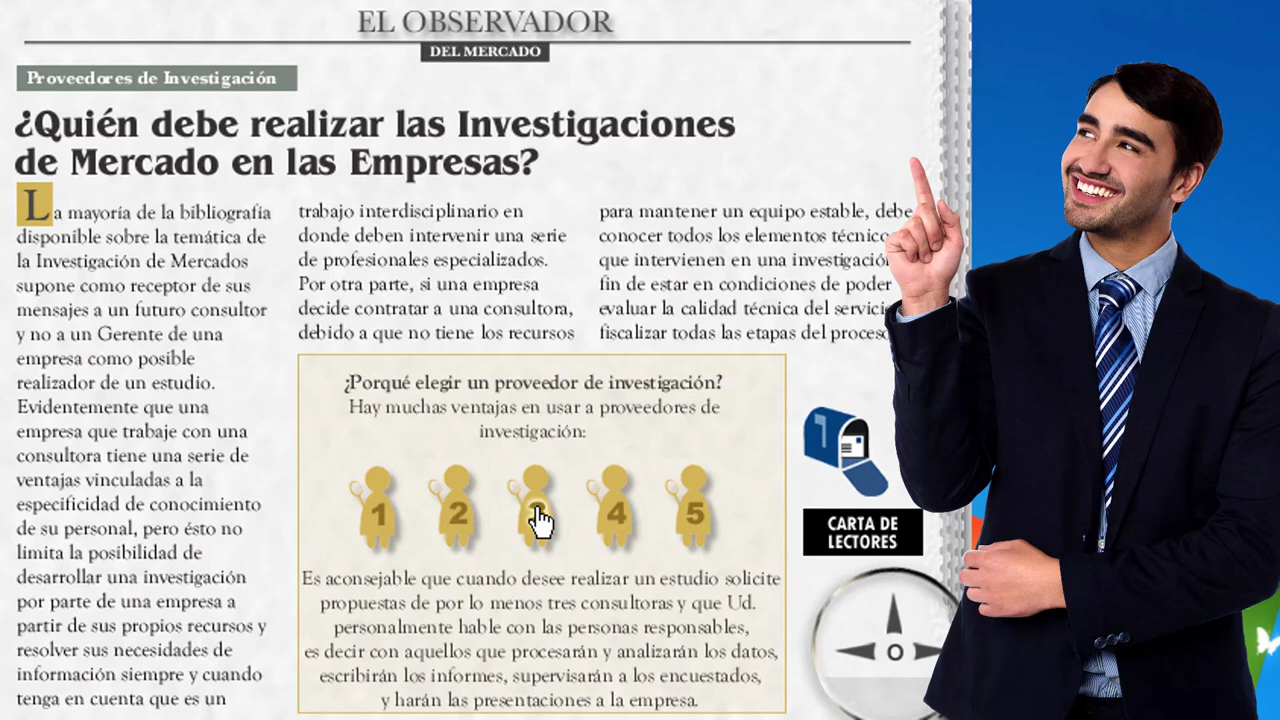 EL OBSERVADOR
DEL MERCADO
Proveedores de Investigación
¿Quién debe realizar las Investigaciones
de Mercado en las Empresas?
La mayoría de la bibliografía
disponible sobre la temática de
la Investigación de Mercados
supone como receptor de sus
mensajes a un futuro consultor
y no a un Gerente de una
empresa como posible
realizador de un estudio.
Evidentemente que una
empresa que trabaje con una
consultora tiene una serie de
ventajas vinculadas a la
especificidad de conocimiento
de su personal, pero ésto no
limita la posibilidad de
desarrollar una investigación
por parte de una empresa a
partir de sus propios recursos y
resolver sus necesidades de
información siempre y cuando
tenga en cuenta que es un
trabajo interdisciplinario en
donde deben intervenir una serie
de profesionales especializados.
Por otra parte, si una empresa
decide contratar a una consultora,
debido a que no tiene los recursos
para mantener un equipo estable, debe
conocer todos los elementos técnico
que intervienen en una investigación
fin de estar en condiciones de poder
evaluar la calidad técnica del servicio
fiscalizar todas las etapas del proceso
¿Porqué elegir un proveedor de investigación?
Hay muchas ventajas en usar a proveedores de
investigación:
1 2 3 4 5
Es aconsejable que cuando desee realizar un estudio solicite
propuestas de por lo menos tres consultoras y que Ud.
personalmente hable con las personas responsables,
es decir con aquellos que procesarán y analizarán los datos,
escribirán los informes, supervisarán a los encuestados,
y harán las presentaciones a la empresa.
CARTA DE
LECTORES
O